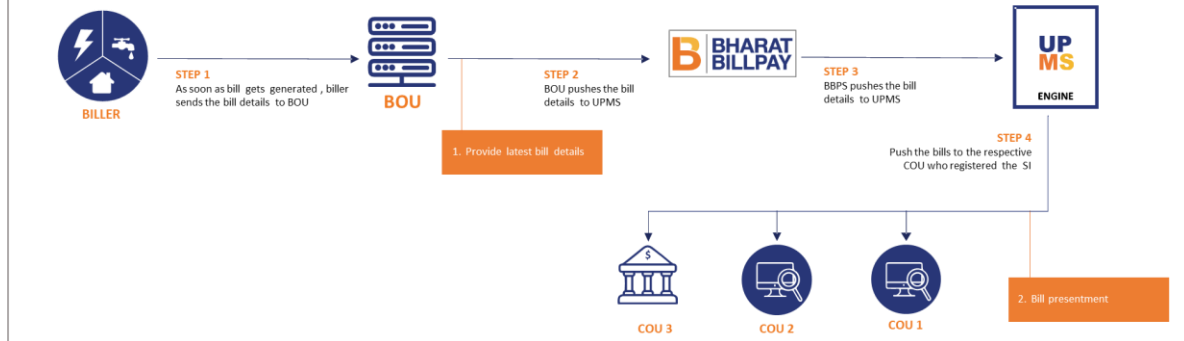 BILLER
STEP 1
As soon as bill gets generated , biller
sends the bill details to BOU
BOU
1. Provide latest bill details
STEP 2
BOU pushes the bill
details to UPMS
B BHARAT
BILLPAY
STEP 3
BBPS pushes the bill
details to UPMS
UP
MS
ENGINE
STEP 4
Push the bills to the respective
COU who registered the SI
$
COU 3
COU 2
COU 1
2. Bill presentment